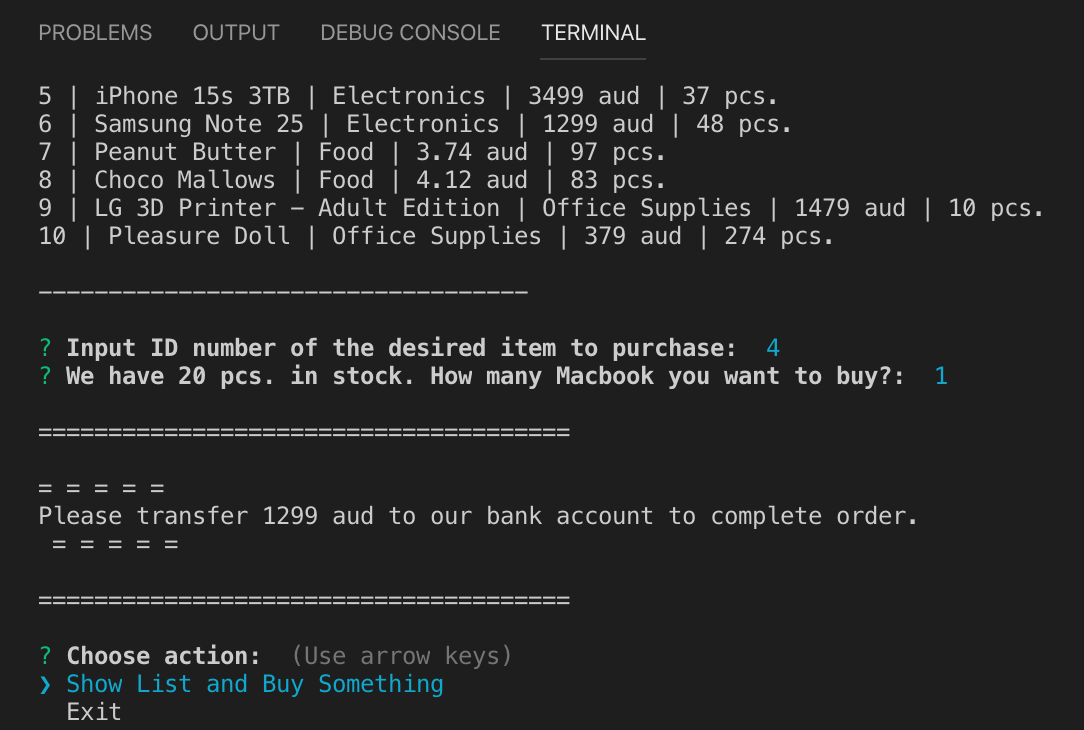 PROBLEMS OUTPUT DEBUG CONSOLE TERMINAL
5 | iPhone 15s 3TB | Electronics | 3499 aud | 37 pcs.
6 | Samsung Note 25 | Electronics | 1299 aud | 48 pcs.
7 | Peanut Butter | Food | 3.74 aud | 97 pcs.
8 | Choco Mallows | Food | 4.12 aud | 83 pcs.
9 | LG 3D Printer – Adult Edition | Office Supplies | 1479 aud | 10 pcs.
10 | Pleasure Doll | Office Supplies | 379 aud | 274 pcs.
-----------------------------------
? Input ID number of the desired item to purchase: 4
? We have 20 pcs. in stock. How many Macbook you want to buy?: 1
======================================
= = = = =
Please transfer 1299 aud to our bank account to complete order.
= = = = =
======================================
? Choose action: (Use arrow keys)
❯ Show List and Buy Something
Exit